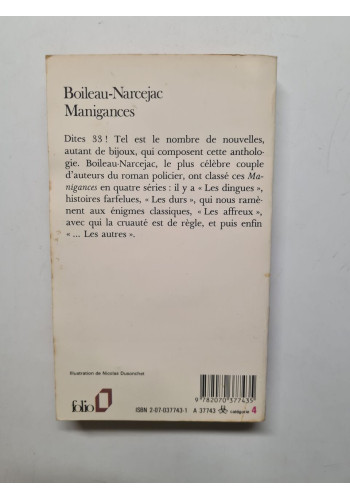 Boileau-Narcejac
Manigances
Dites 33 ! Tel est le nombre de nouvelles,
autant de bijoux, qui composent cette antholo-
gie. Boileau-Narcejac, le plus célèbre couple
d'auteurs du roman policier, ont classé ces Ma-
nigances en quatre séries : il y a « Les dingues »,
histoires farfelues, « Les durs », qui nous ramè-
nent aux énigmes classiques, « Les affreux »,
avec qui la cruauté est de règle, et puis enfin
« ... Les autres ».
Illustration de Nicolas
9 782070 377435
folio
ISBN 2-07-037743-1 A 37743 catégorie 4